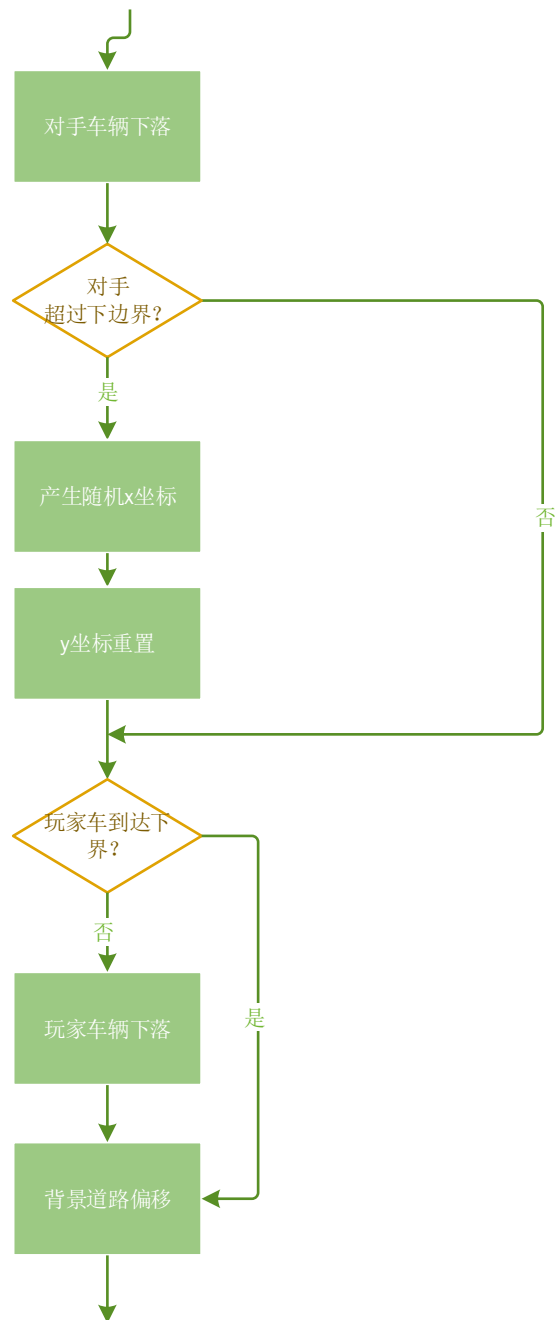 对手车辆下落
对手
超过下边界？
是
产生随机x坐标
否
y坐标重置
玩家车到达下
界？
否
是
玩家车辆下落
背景道路偏移